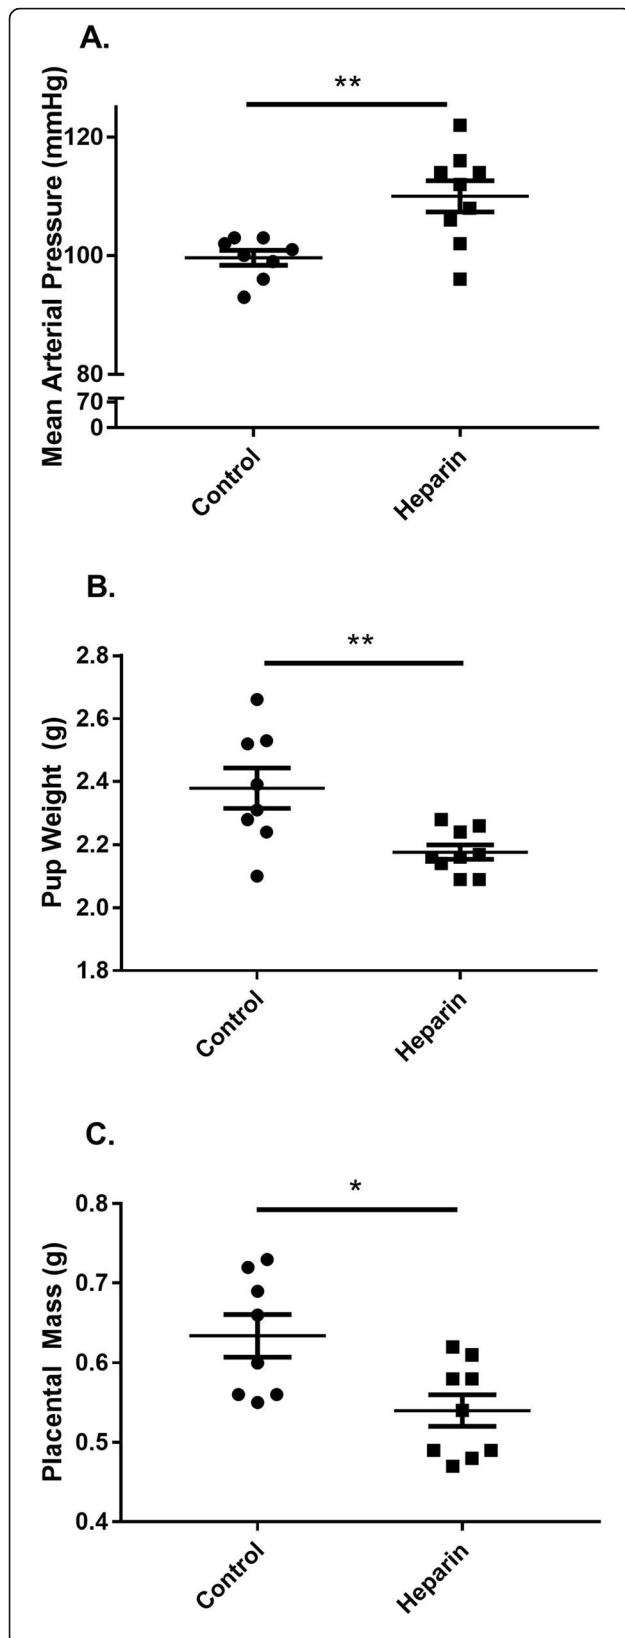 A.
Mean Arterial Pressure (mmHg)
**
120
100
80
70
0
Control
Heparin
B.
Pup Weight (g)
**
2.8
2.6
2.4
2.2
2.0
1.8
Control
Heparin
C.
Placental Mass (g)
*
0.8
0.7
0.6
0.5
0.4
Control
Heparin